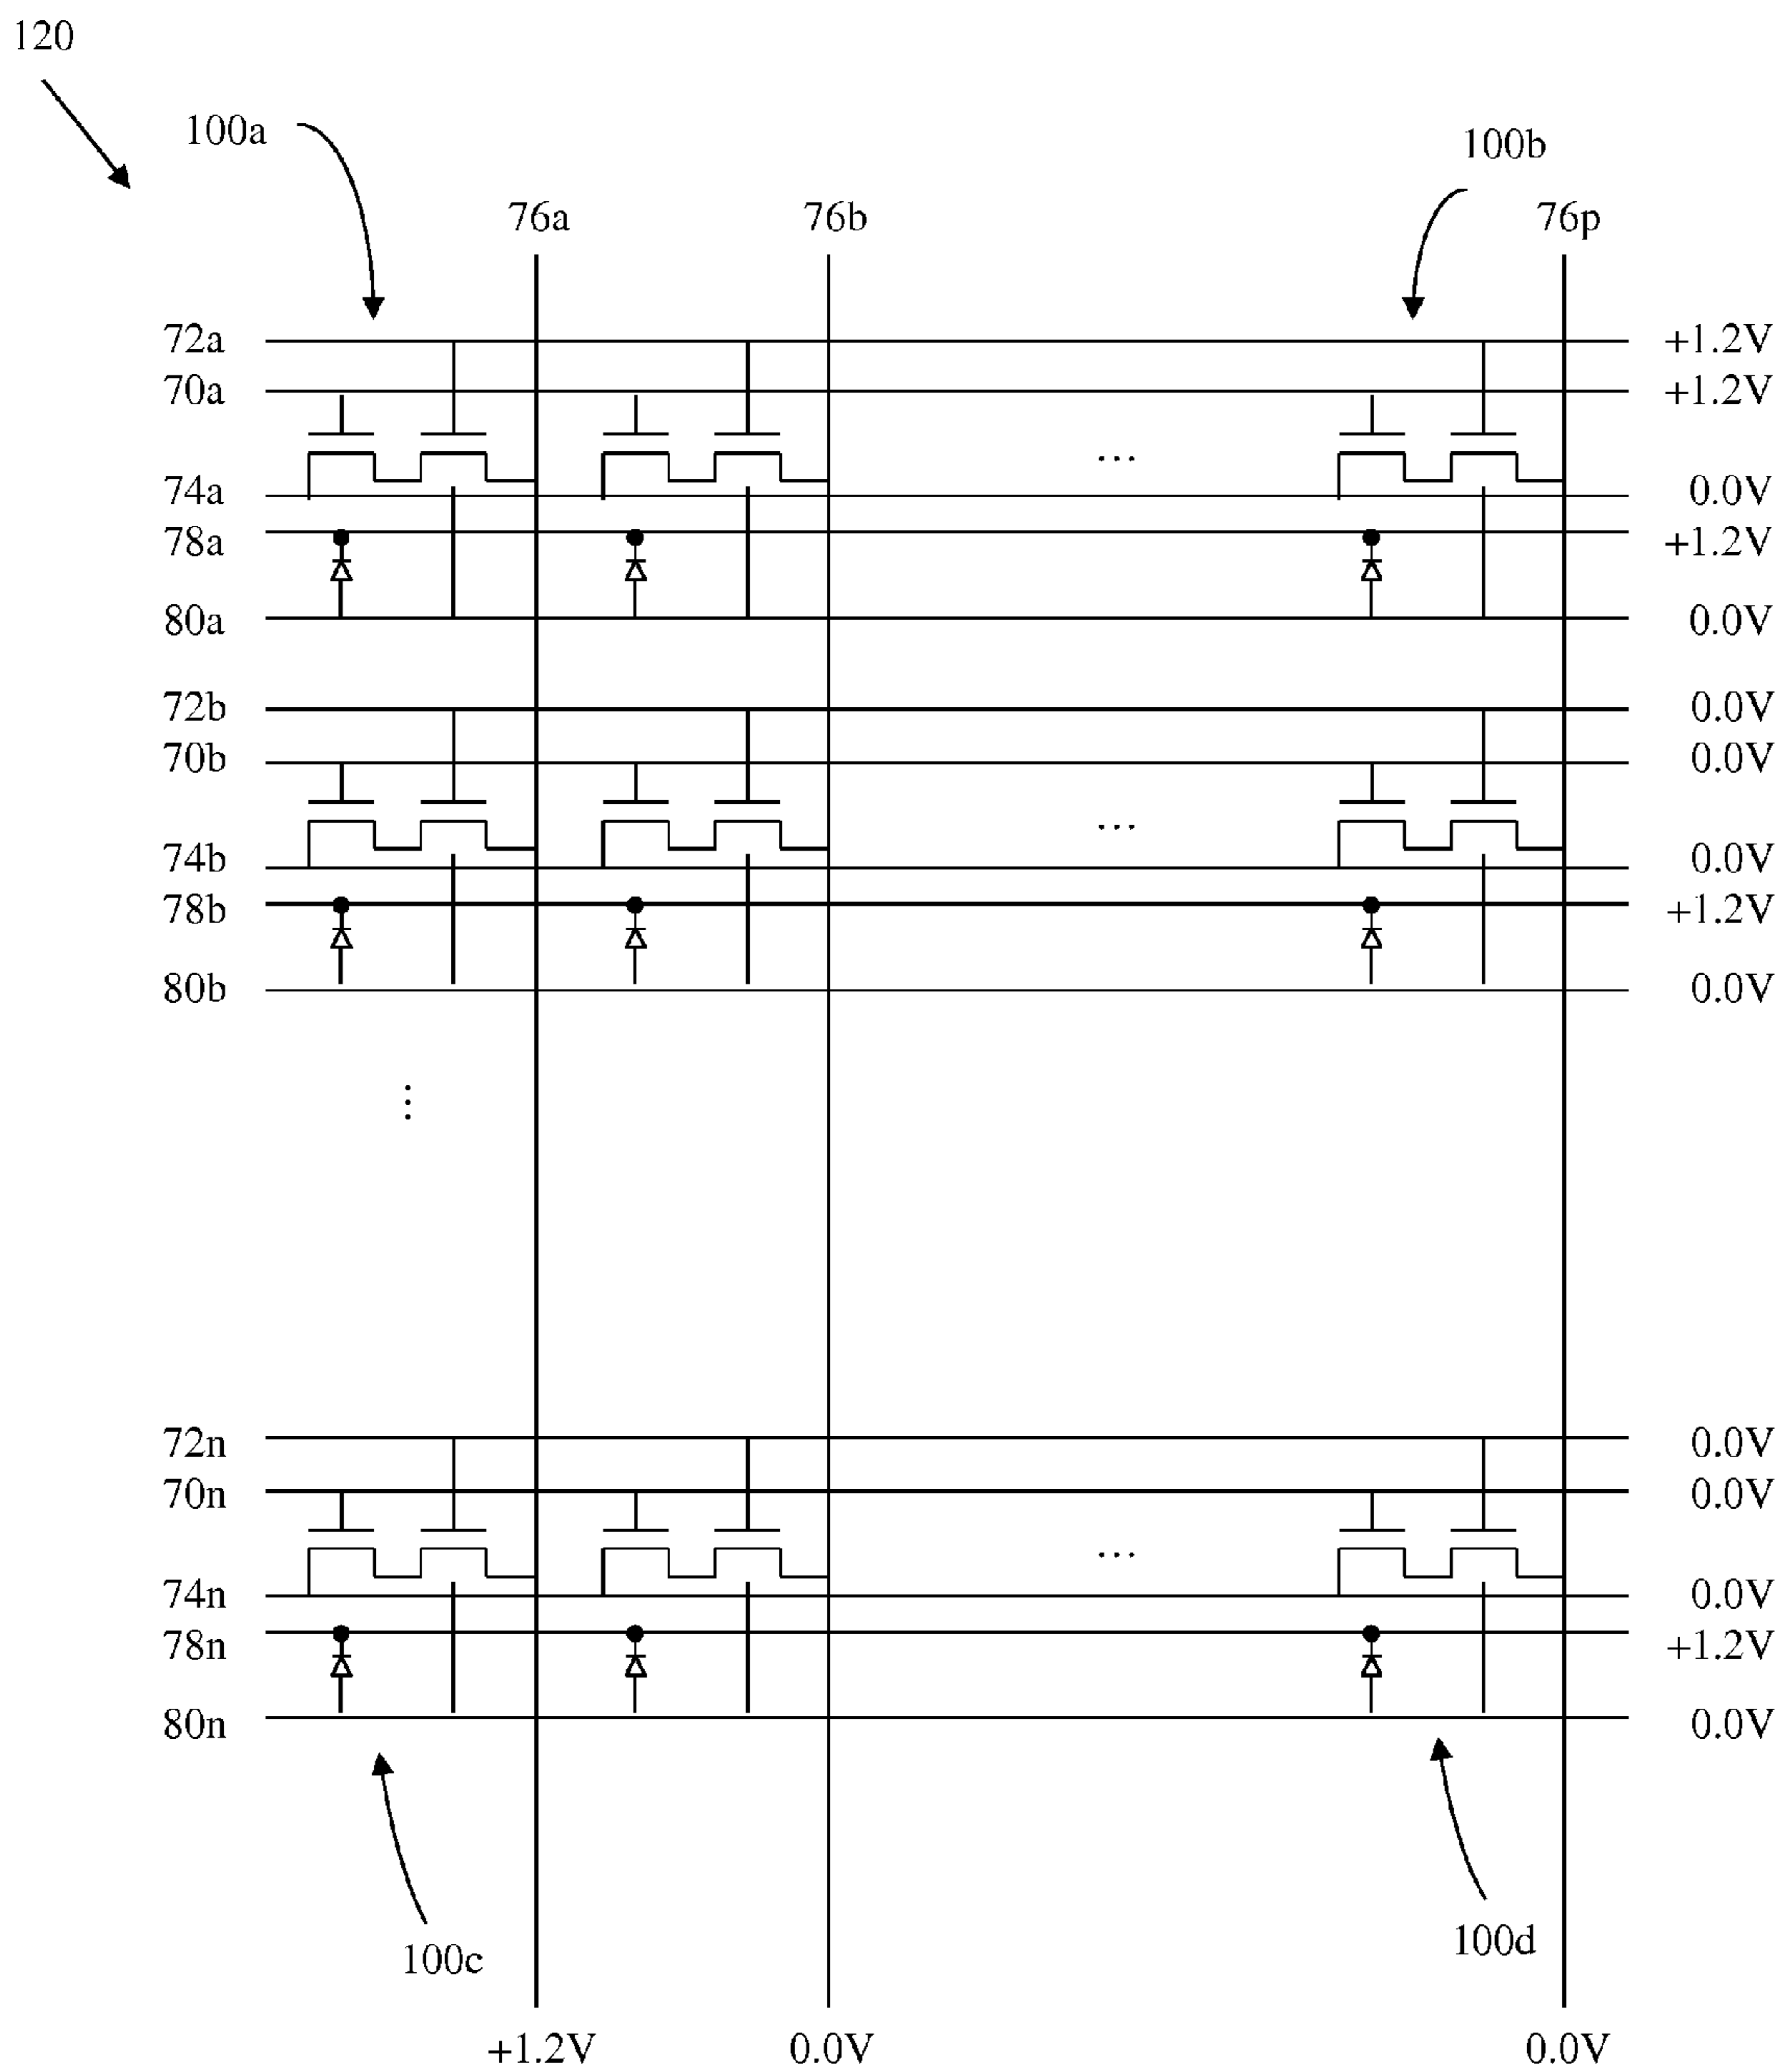 120
100a
100b
76a 76b 76p
72a +1.2V
70a +1.2V
...
74a 0.0V
78a +1.2V
80a 0.0V
72b 0.0V
70b 0.0V
...
74b 0.0V
78b +1.2V
80b 0.0V
⋮
72n 0.0V
70n 0.0V
...
74n 0.0V
78n +1.2V
80n 0.0V
100c 100d
+1.2V 0.0V 0.0V